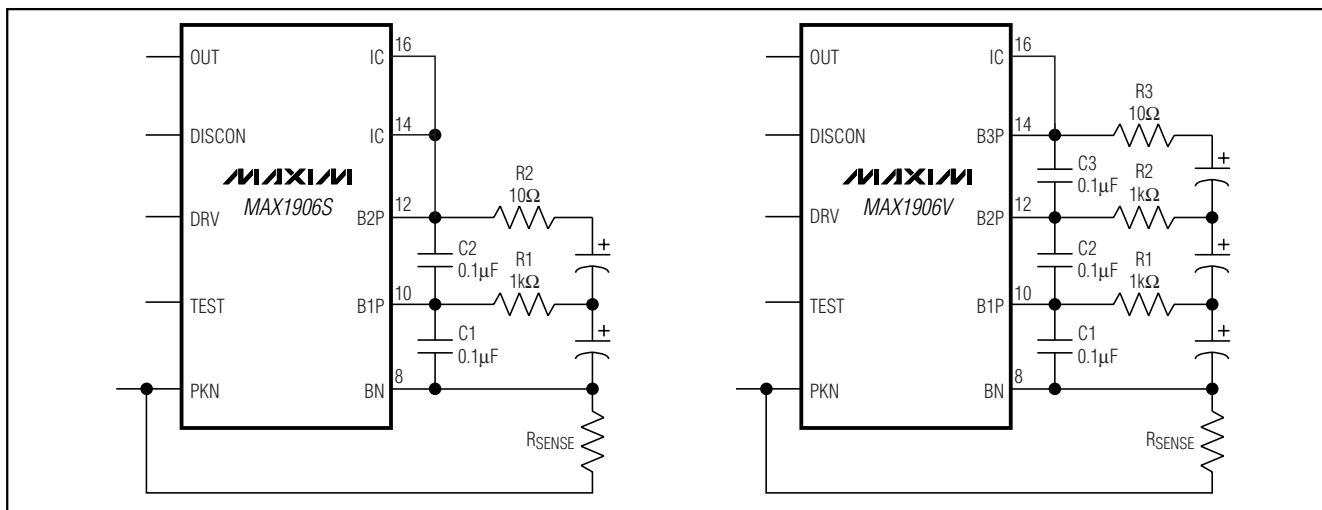 OUT
DISCON
DRV
TEST
PKN
MAXIM
MAX1906S
IC
16
IC
14
B2P
12
B1P
10
BN
8
R2
10Ω
C2
0.1µF
R1
1kΩ
C1
0.1µF
+
+
RSENSE
OUT
DISCON
DRV
TEST
PKN
MAXIM
MAX1906V
IC
16
B3P
14
B2P
12
B1P
10
BN
8
R3
10Ω
C3
0.1µF
R2
1kΩ
C2
0.1µF
R1
1kΩ
C1
0.1µF
+
+
+
RSENSE